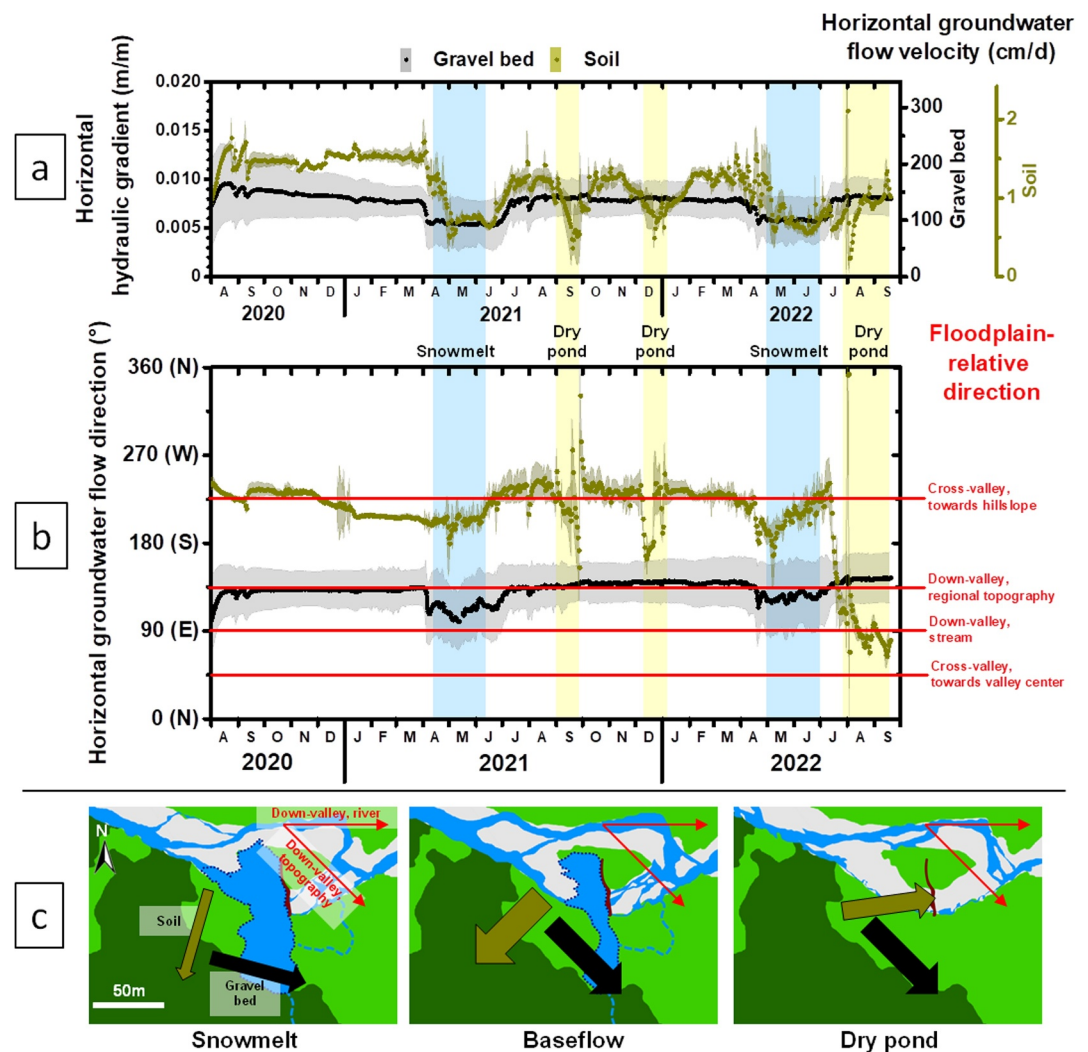 Horizontal groundwater
flow velocity (cm/d)
Gravel bed
Soil
a
Horizontal
hydraulic gradient (m/m)
0.020
0.015
0.010
0.005
0
300
200
100
0
Gravel bed
2
1
0
Soil
A S O N D J F M A M J J A S O N D J F M A M J J A S
2020 2021 2022
b
Horizontal groundwater flow direction (°)
Snowmelt
Dry
pond
Dry
pond
Snowmelt
Dry
pond
Floodplain-
relative
direction
360 (N)
270 (W)
180 (S)
90 (E)
0 (N)
Cross-valley,
towards hillslope
Down-valley,
regional topography
Down-valley,
stream
Cross-valley,
towards valley center
A S O N D J F M A M J J A S O N D J F M A M J J A S
2020 2021 2022
c
N
Down-valley, river
Down-valley,
topography
Soil
Gravel
bed
50m
Snowmelt
Baseflow
Dry pond